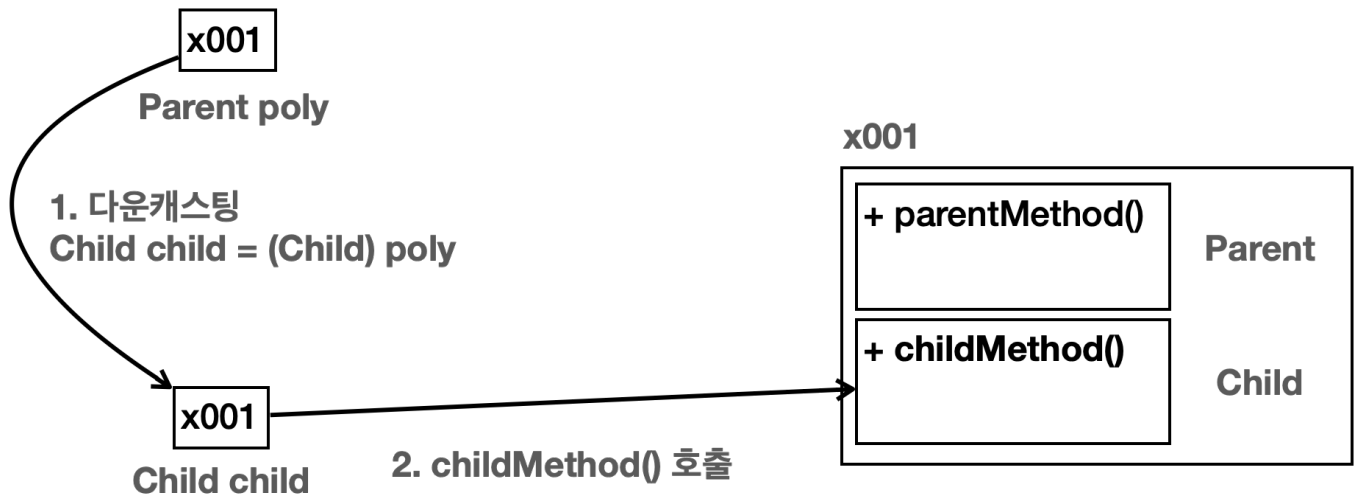 x001
Parent poly
1. 다운캐스팅
Child child = (Child) poly
x001
Child child
2. childMethod() 호출
x001
+ parentMethod()
Parent
+ childMethod()
Child